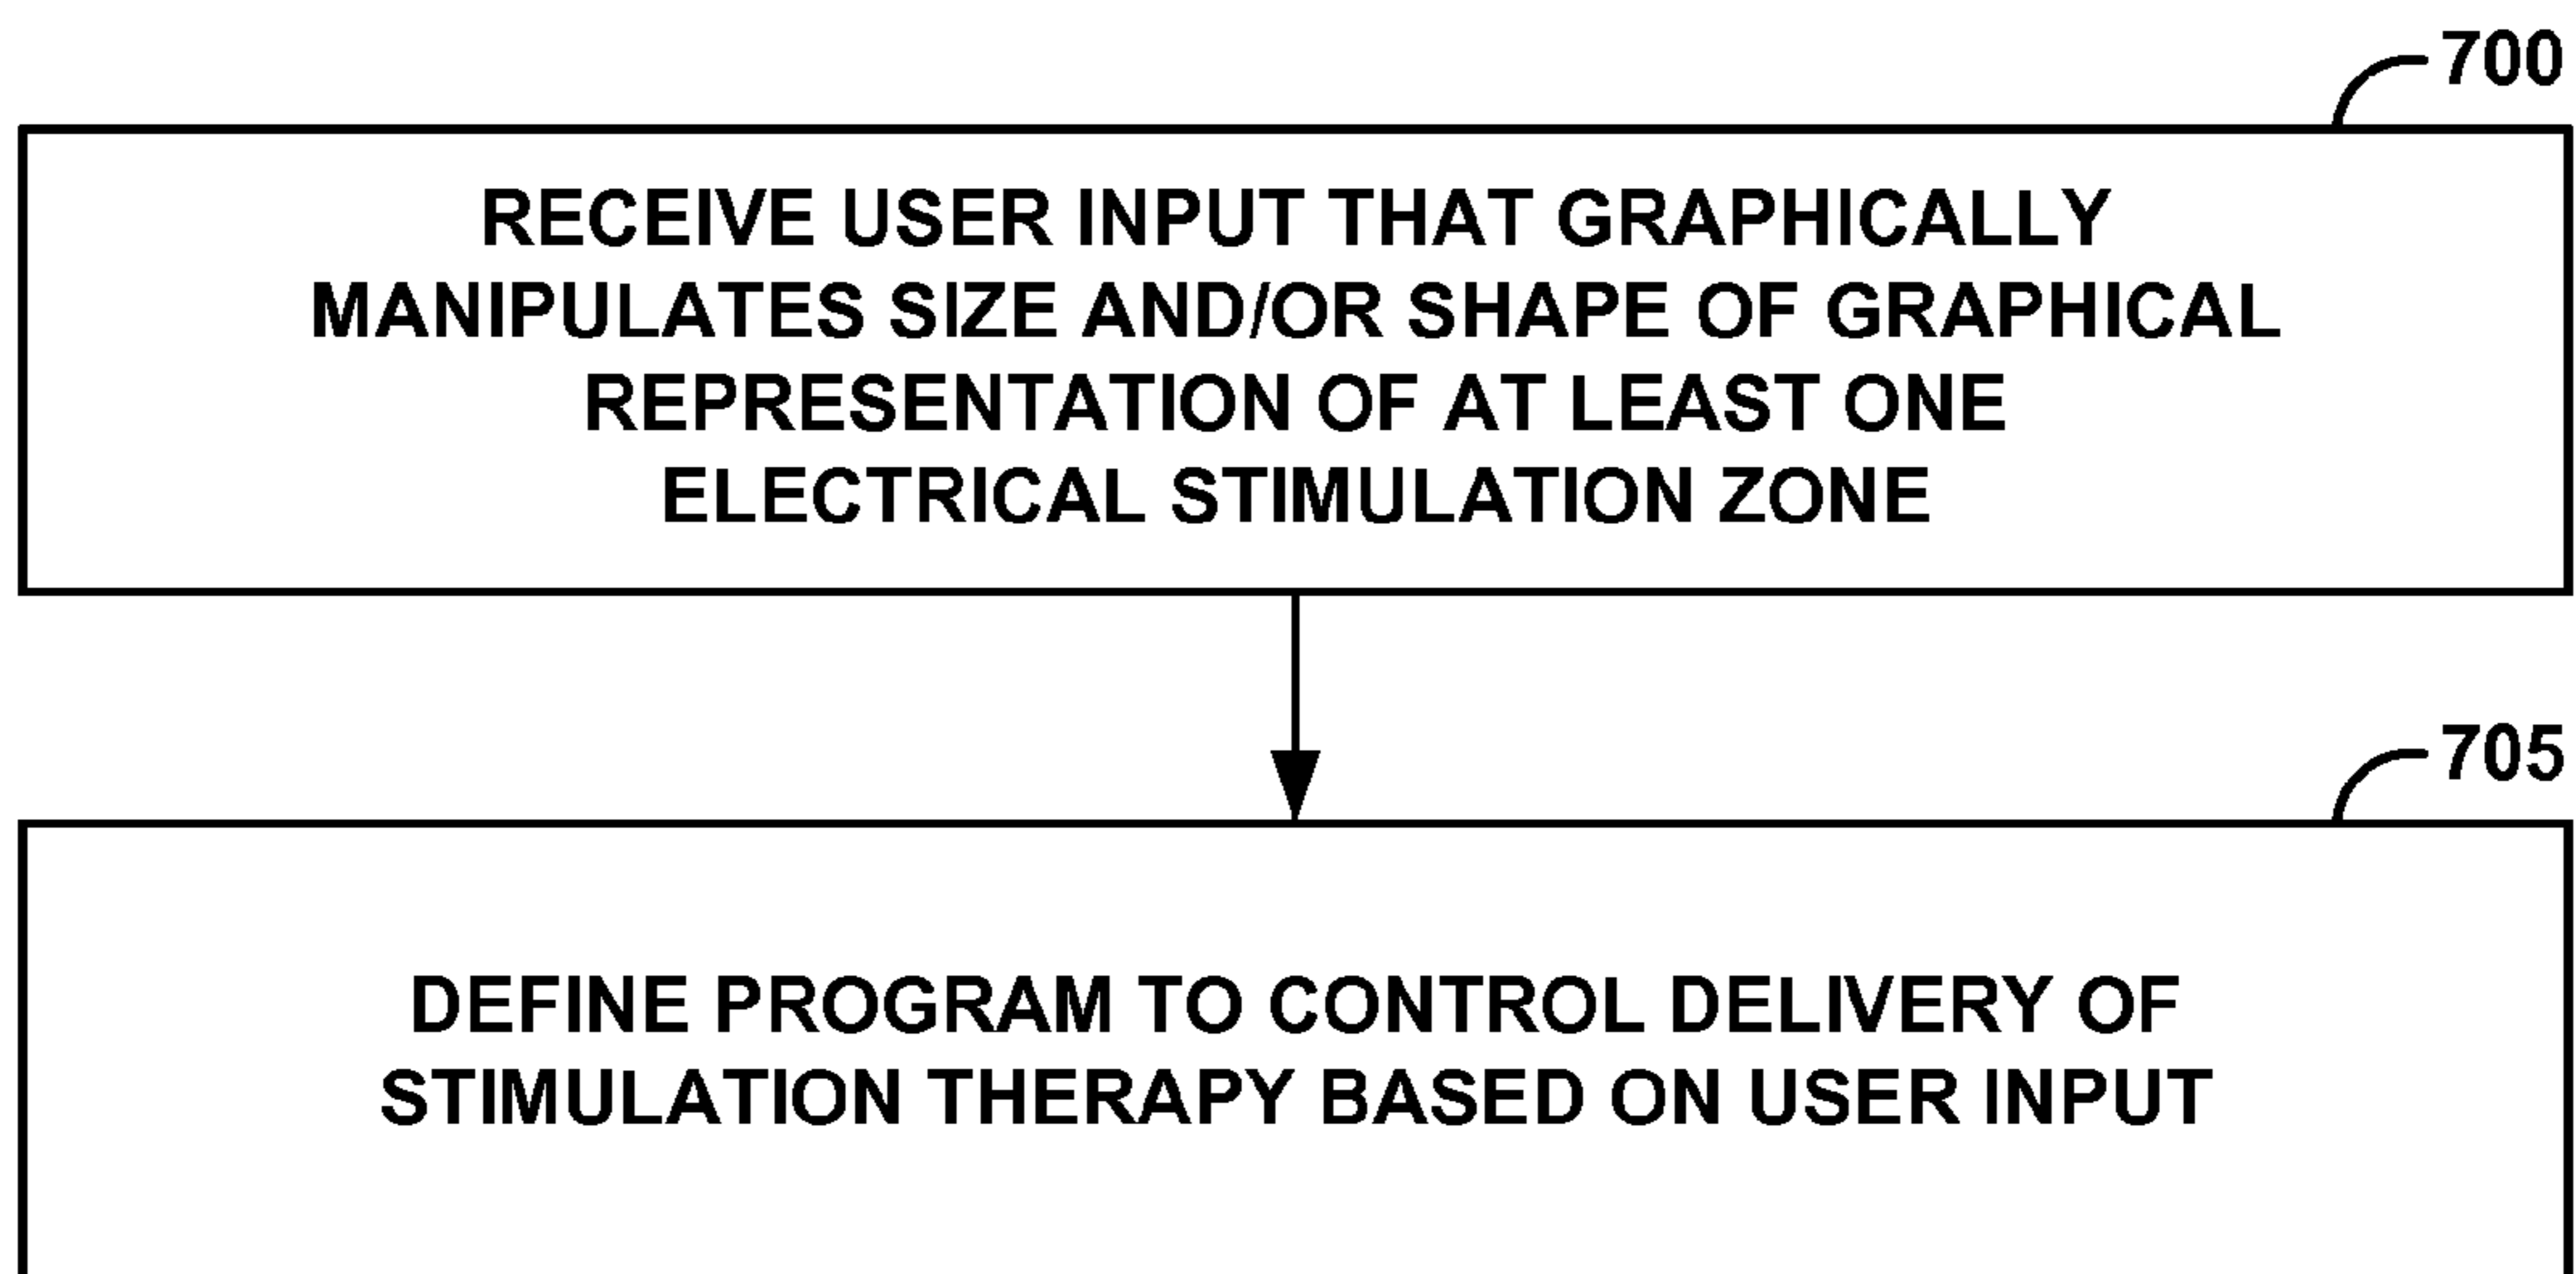 700
RECEIVE USER INPUT THAT GRAPHICALLY
MANIPULATES SIZE AND/OR SHAPE OF GRAPHICAL
REPRESENTATION OF AT LEAST ONE
ELECTRICAL STIMULATION ZONE
705
DEFINE PROGRAM TO CONTROL DELIVERY OF
STIMULATION THERAPY BASED ON USER INPUT